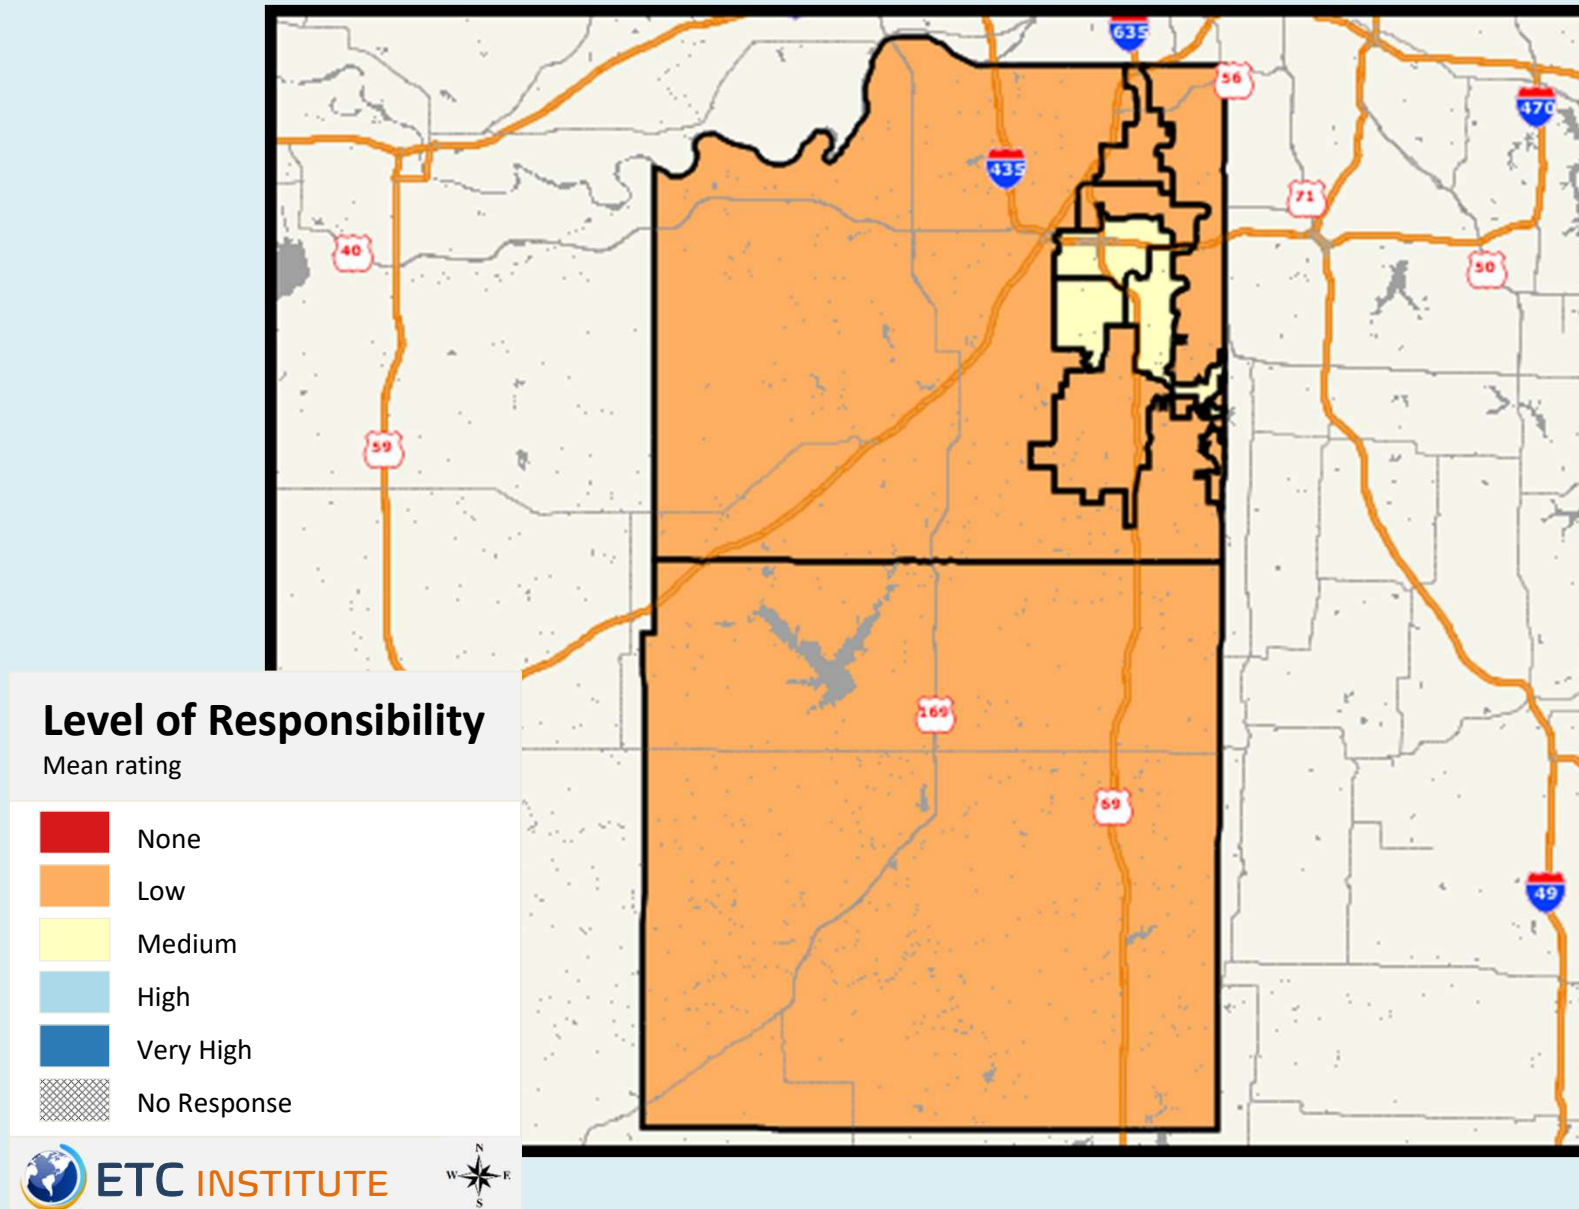 635
56
470
435
71
40
50
59
169
69
49
Level of Responsibility
Mean rating
None
Low
Medium
High
Very High
No Response
ETC INSTITUTE
N
W E
S